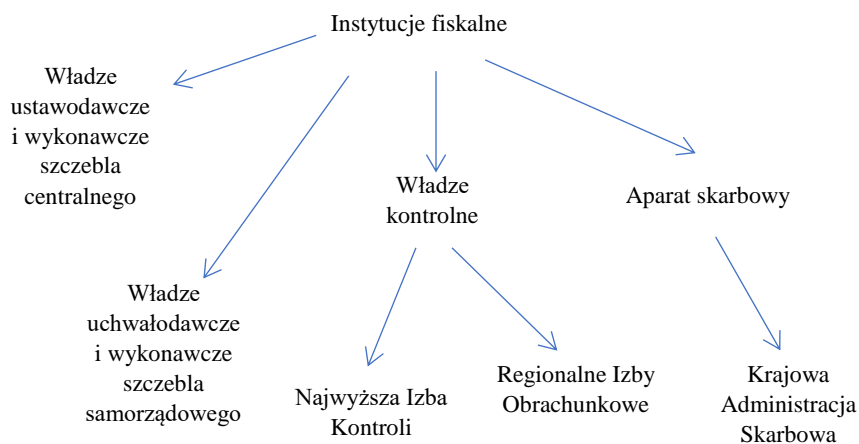 Instytucje fiskalne
Władze
ustawodawcze
i wykonawcze
szczebla
centralnego
Władze
kontrolne
Aparat skarbowy
Władze
uchwałodawcze
i wykonawcze
szczebla
samorządowego
Najwyższa Izba
Kontroli
Regionalne Izby
Obrachunkowe
Krajowa
Administracja
Skarbowa